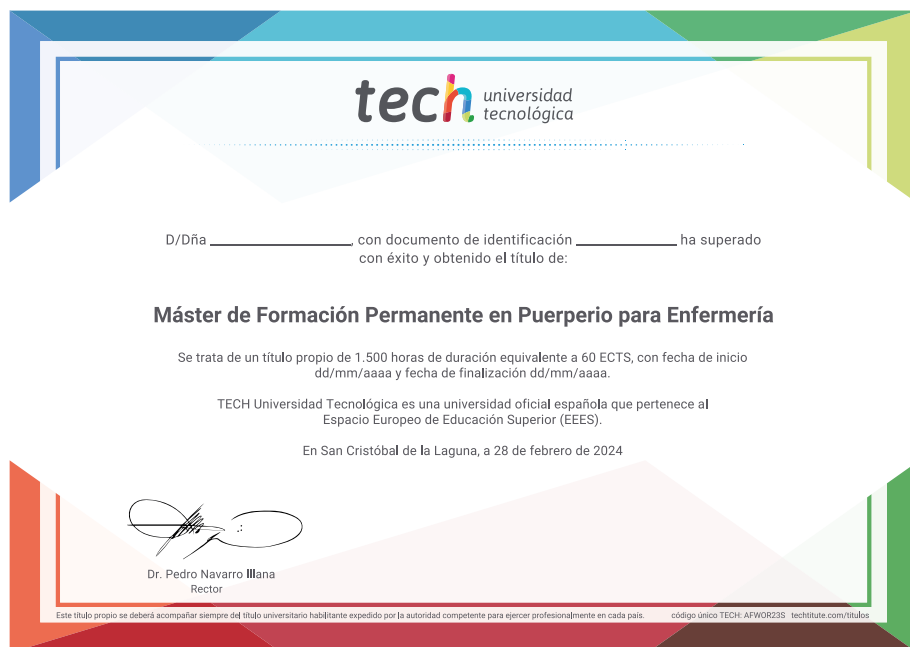 tech universidad
tecnológica
D/Dña ____________________, con documento de identificación ______________ ha superado
con éxito y obtenido el título de:
Máster de Formación Permanente en Puerperio para Enfermería
Se trata de un título propio de 1.500 horas de duración equivalente a 60 ECTS, con fecha de inicio
dd/mm/aaaa y fecha de finalización dd/mm/aaaa.
TECH Universidad Tecnológica es una universidad oficial española que pertenece al
Espacio Europeo de Educación Superior (EEES).
En San Cristóbal de la Laguna, a 28 de febrero de 2024
Dr. Pedro Navarro Illana
Rector
Este título propio se deberá acompañar siempre del título universitario habilitante expedido por la autoridad competente para ejercer profesionalmente en cada país. código único TECH: AFWOR23S techtitute.com/titulos